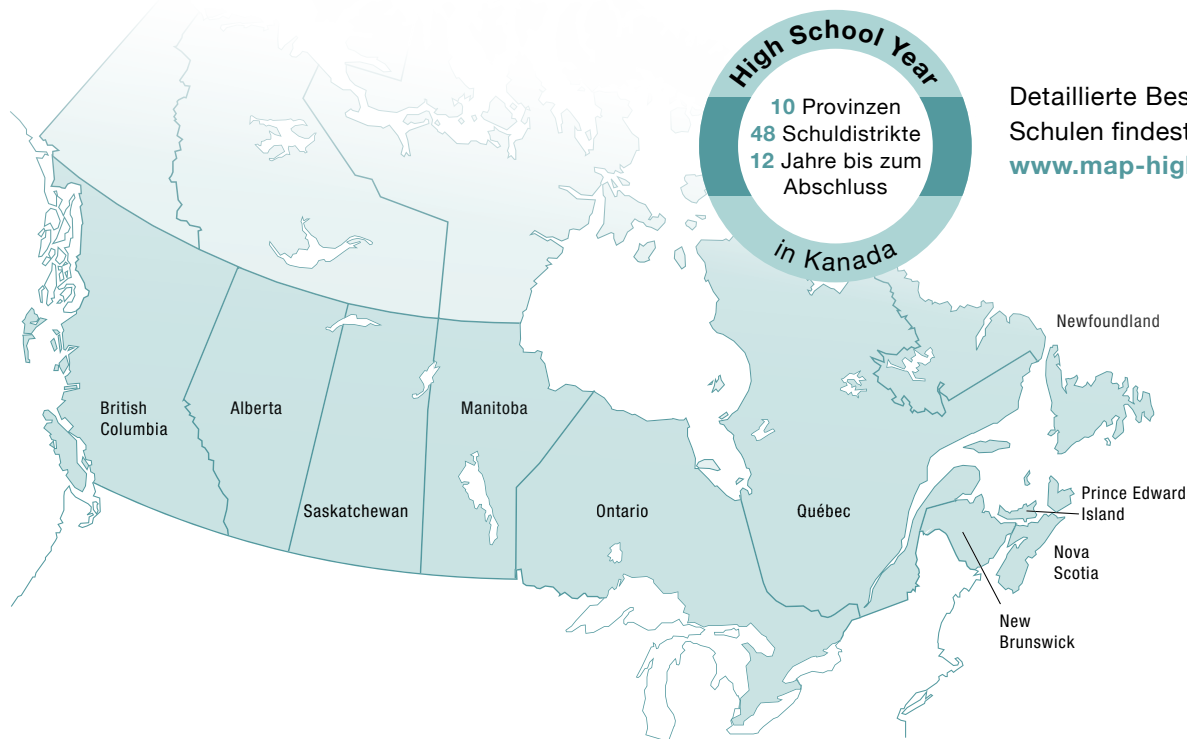 High School Year
10 Provinzen
48 Schuldistrikte
12 Jahre bis zum
Abschluss
in Kanada
Detaillierte Bes
Schulen findest
www.map-hig
Newfoundland
British
Columbia
Alberta
Manitoba
Saskatchewan
Ontario
Québec
Prince Edward
Island
Nova
Scotia
New
Brunswick